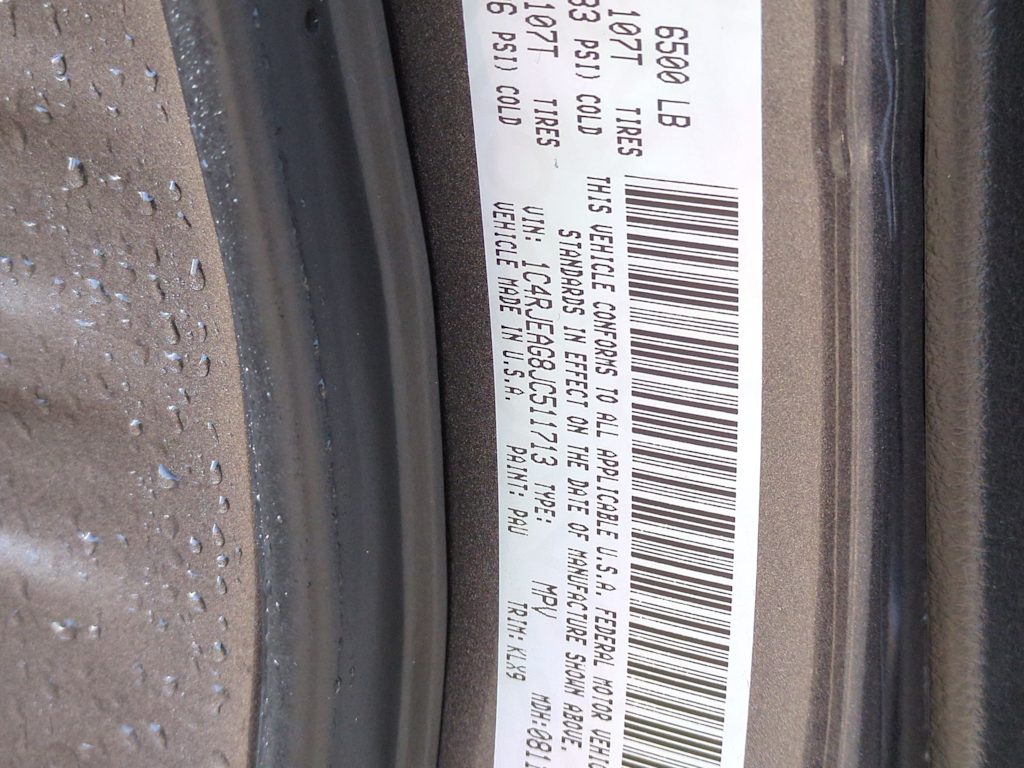 6500 LB
107T TIRES
83 PSI) COLD
107T TIRES
6 PSI) COLD
THIS VEHICLE CONFORMS TO ALL APPLICABLE U.S.A. FEDERAL MOTOR VEHIC
STANDARDS IN EFFECT ON THE DATE OF MANUFACTURE SHOWN ABOVE.
VIN: 1C4RJEAG8JC511713 TYPE: MPV MDH:081
VEHICLE MADE IN U.S.A. PAINT: PAU TRIM: KLX9